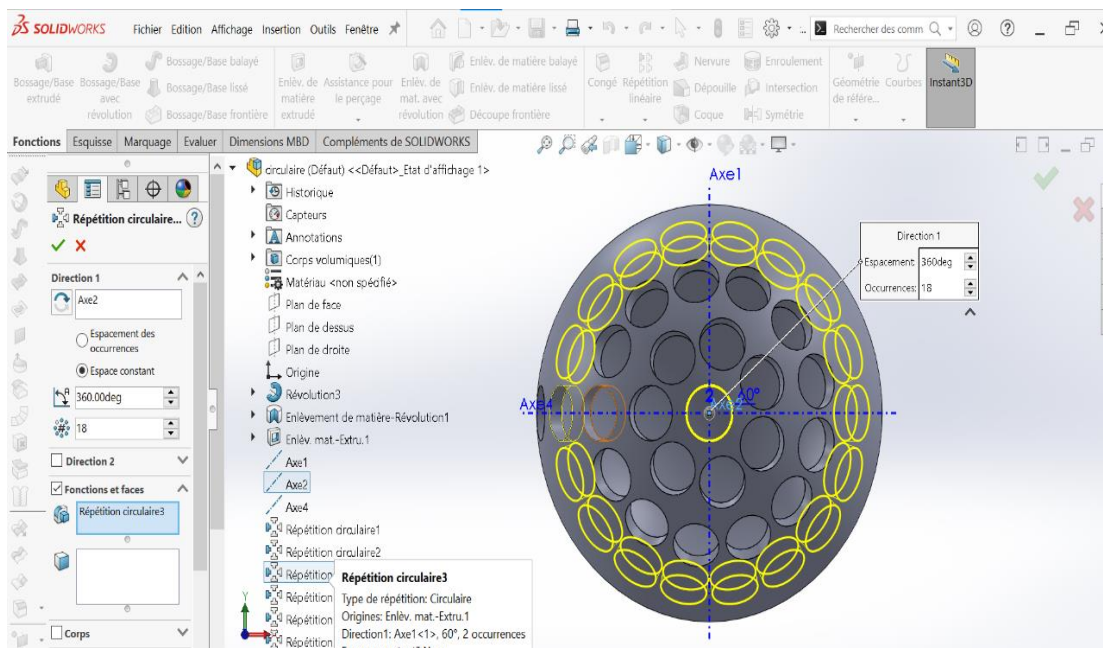 SOLIDWORKS Fichier Edition Affichage Insertion Outils Fenêtre Rechercher des comm
Bossage/Base extrudé
Bossage/Base avec révolution
Bossage/Base balayé
Bossage/Base lissé
Bossage/Base frontière
Enlèv. de matière extrudé
Assistance pour le perçage
Enlèv. de mat. avec révolution
Enlèv. de matière balayé
Enlèv. de matière lissé
Découpe frontière
Congé
Répétition linéaire
Nervure
Dépouille
Coque
Enroulement
Intersection
Symétrie
Géométrie de référe...
Courbes
Instant3D
Fonctions Esquisse Marquage Evaluer Dimensions MBD Compléments de SOLIDWORKS
Répétition circulaire... ?
Direction 1
Axe2
Espacement des occurrences
Espace constant
360.00deg
18
Direction 2
Fonctions et faces
Répétition circulaire3
Corps
circulaire (Défaut) <<Défaut>_Etat d'affichage 1>
Historique
Capteurs
Annotations
Corps volumiques(1)
Matériau <non spécifié>
Plan de face
Plan de dessus
Plan de droite
Origine
Révolution3
Enlèvement de matière-Révolution1
Enlèv. mat.-Extru.1
Axe1
Axe2
Axe4
Répétition circulaire1
Répétition circulaire2
Répétition
Répétition
Répétition
Répétition
Répétition circulaire3
Type de répétition: Circulaire
Origines: Enlèv. mat.-Extru.1
Direction1: Axe1<1>, 60°, 2 occurrences
Y
Axe1
Axe4
2
60°
Direction 1
Espacement: 360deg
Occurrences: 18